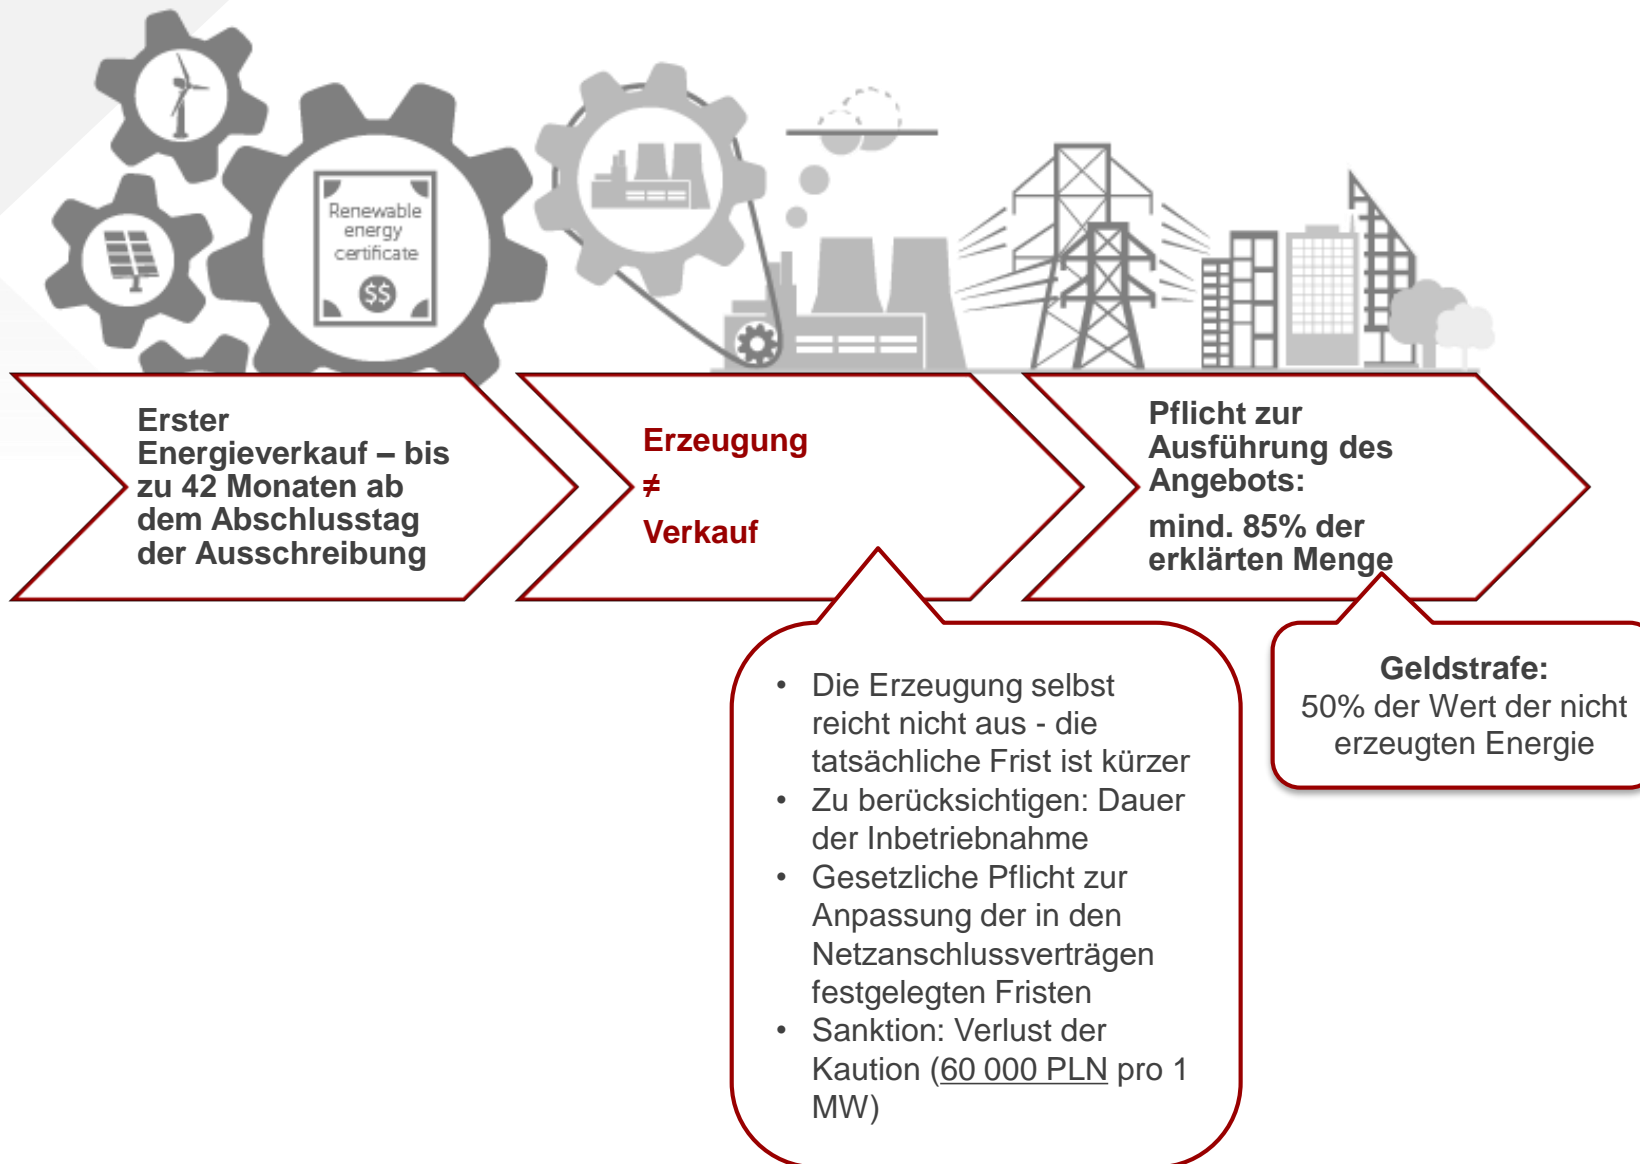 Renewable
energy
certificate
$$
Erster
Energieverkauf – bis
zu 42 Monaten ab
dem Abschlusstag
der Ausschreibung
Erzeugung
≠
Verkauf
Pflicht zur
Ausführung des
Angebots:
mind. 85% der
erklärten Menge
• Die Erzeugung selbst
reicht nicht aus - die
tatsächliche Frist ist kürzer
• Zu berücksichtigen: Dauer
der Inbetriebnahme
• Gesetzliche Pflicht zur
Anpassung der in den
Netzanschlussverträgen
festgelegten Fristen
• Sanktion: Verlust der
Kaution (60 000 PLN pro 1
MW)
Geldstrafe:
50% der Wert der nicht
erzeugten Energie